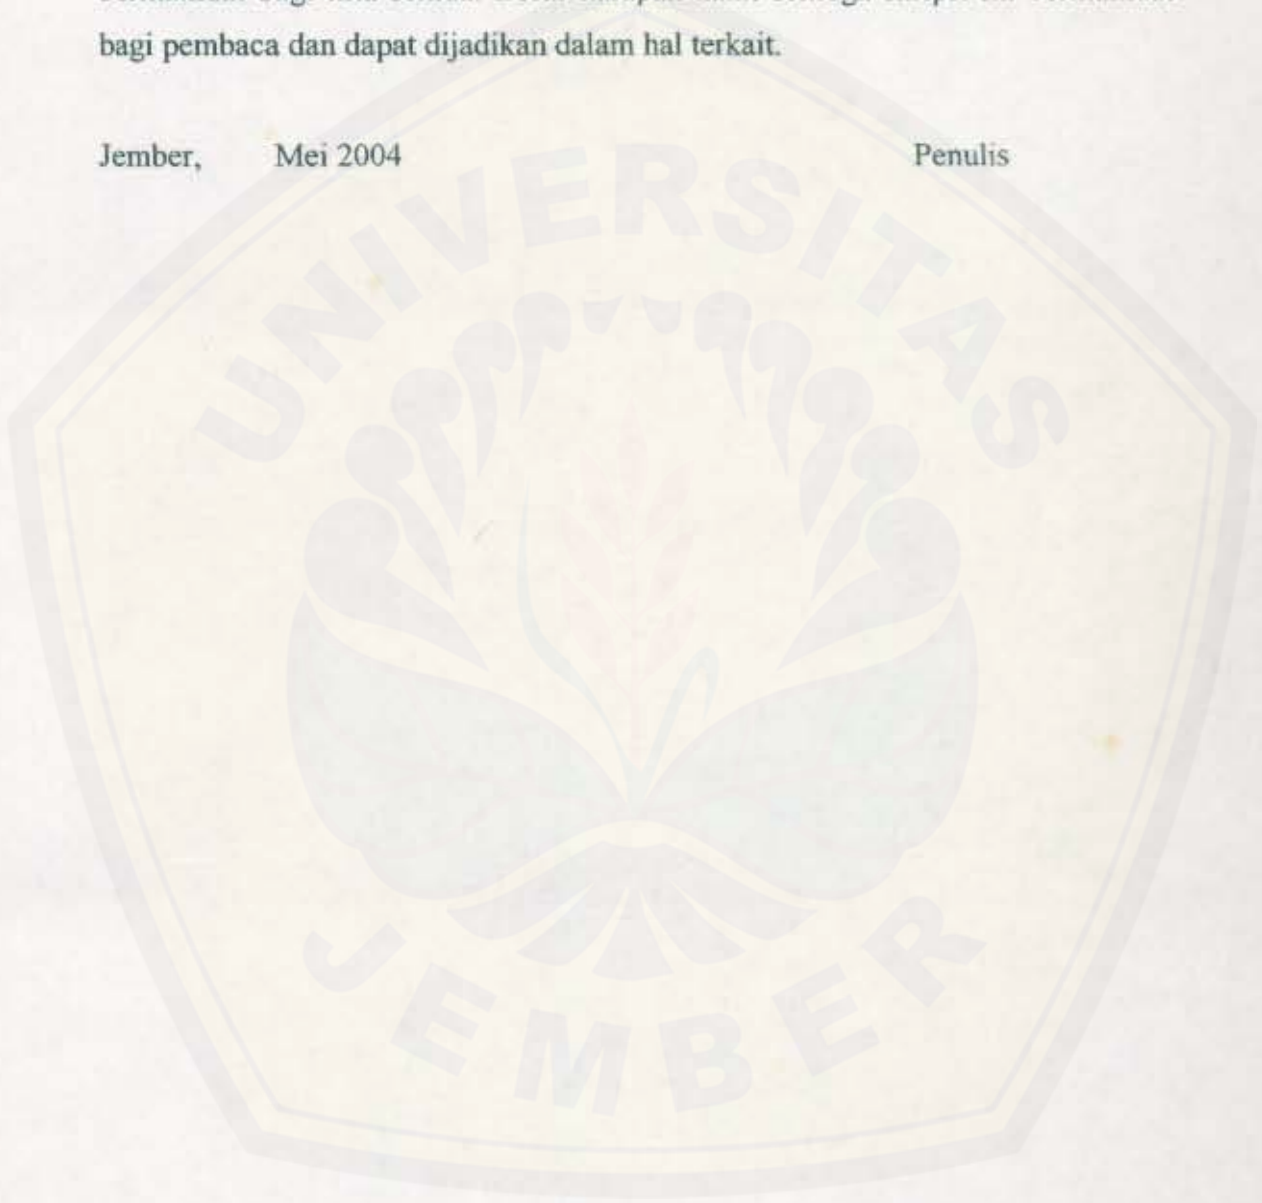 bagi pembaca dan dapat dijadikan dalam hal terkait.
Jember, Mei 2004 Penulis
UNIVERSITAS
JEMBER